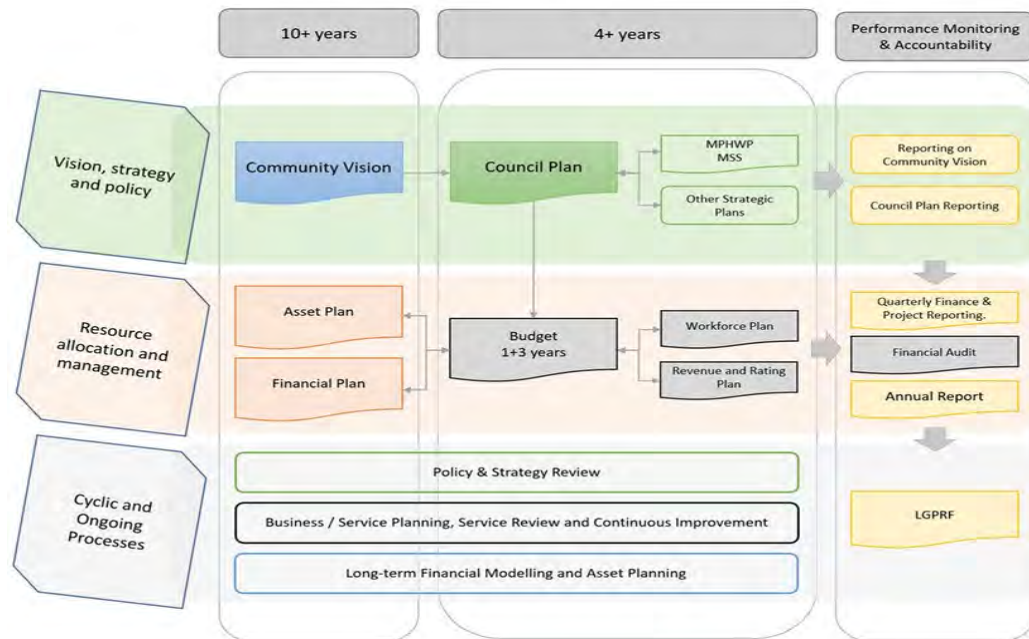 10+ years
4+ years
Performance Monitoring
& Accountability
Vision, strategy
and policy
Community Vision
Council Plan
MPHWP
MSS
Other Strategic
Plans
Reporting on
Community Vision
Council Plan Reporting
Resource
allocation and
management
Asset Plan
Financial Plan
Budget
1+3 years
Workforce Plan
Revenue and Rating
Plan
Quarterly Finance &
Project Reporting.
Financial Audit
Annual Report
Cyclic and
Ongoing
Processes
Policy & Strategy Review
Business / Service Planning, Service Review and Continuous Improvement
Long-term Financial Modelling and Asset Planning
LGPRF